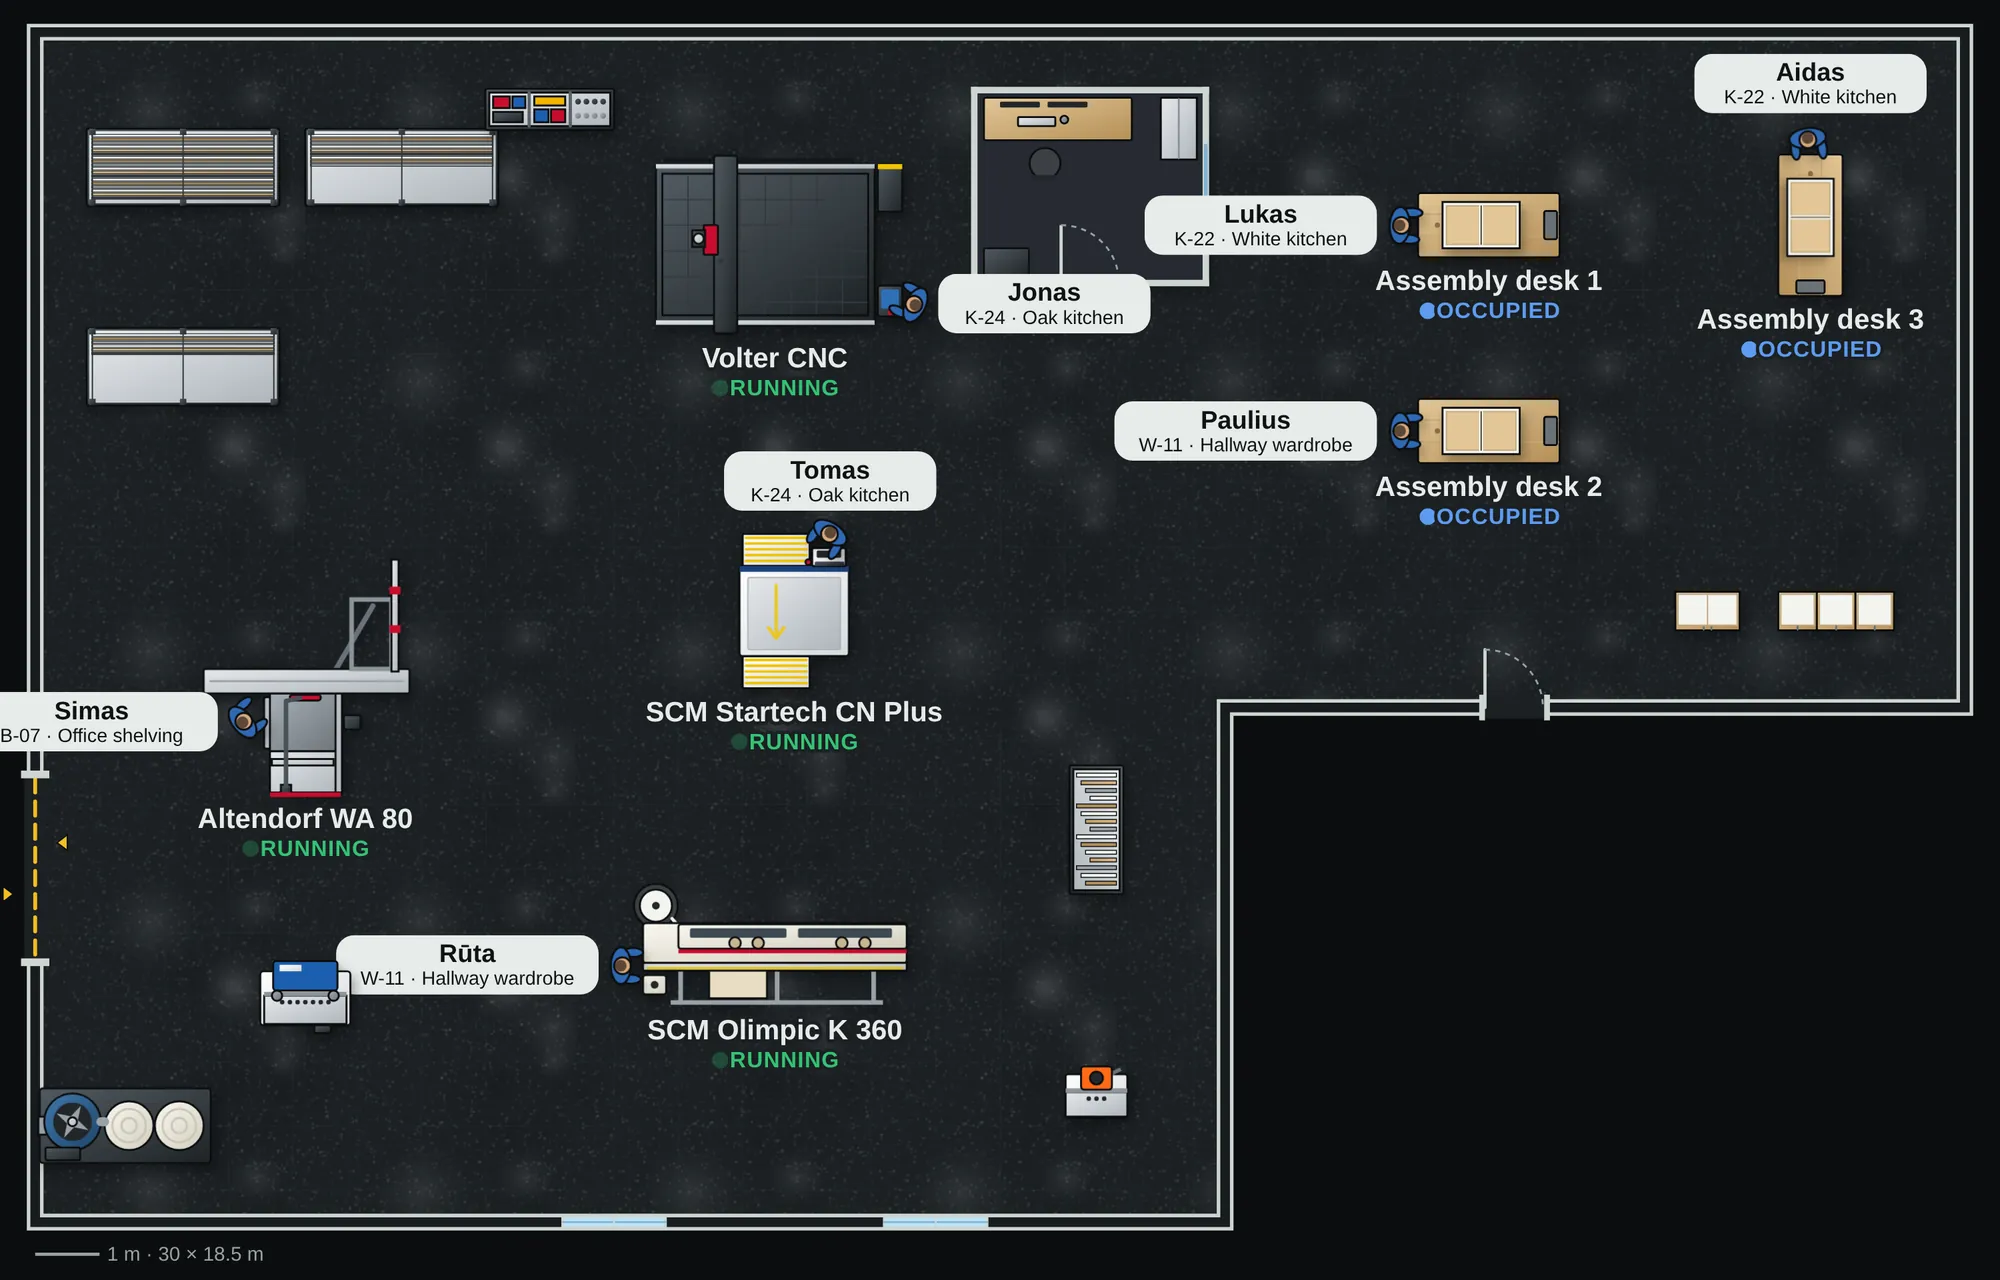 Aidas
K-22 · White kitchen
Lukas
K-22 · White kitchen
Assembly desk 1
OCCUPIED
Jonas
K-24 · Oak kitchen
Assembly desk 3
OCCUPIED
Volter CNC
RUNNING
Paulius
W-11 · Hallway wardrobe
Assembly desk 2
OCCUPIED
Tomas
K-24 · Oak kitchen
SCM Startech CN Plus
RUNNING
Simas
B-07 · Office shelving
Altendorf WA 80
RUNNING
Rūta
W-11 · Hallway wardrobe
SCM Olimpic K 360
RUNNING
1 m · 30 × 18.5 m